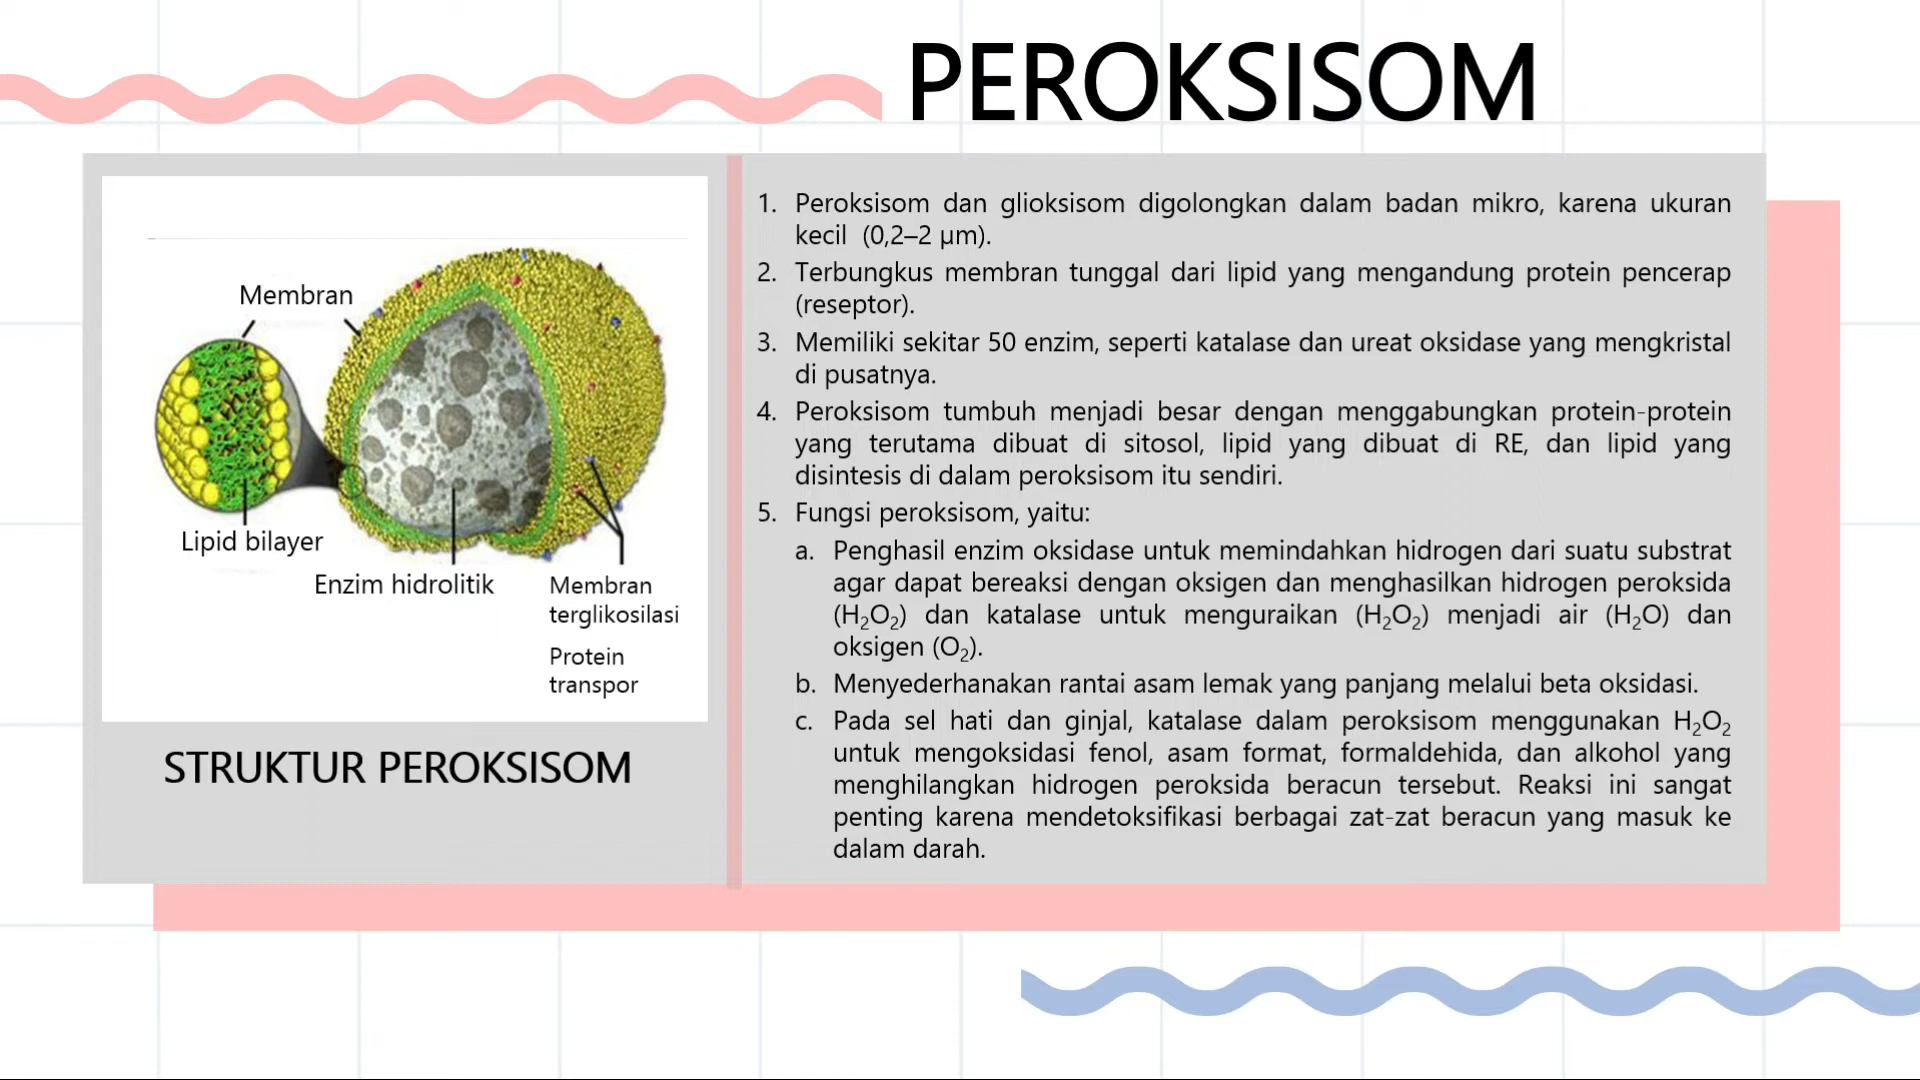 PEROKSISOM
Membran
Lipid bilayer
Enzim hidrolitik
Membran
terglikosilasi
Protein
transpor
STRUKTUR PEROKSISOM
1. Peroksisom dan glioksisom digolongkan dalam badan mikro, karena ukuran
kecil (0,2–2 µm).
2. Terbungkus membran tunggal dari lipid yang mengandung protein pencerap
(reseptor).
3. Memiliki sekitar 50 enzim, seperti katalase dan ureat oksidase yang mengkristal
di pusatnya.
4. Peroksisom tumbuh menjadi besar dengan menggabungkan protein-protein
yang terutama dibuat di sitosol, lipid yang dibuat di RE, dan lipid yang
disintesis di dalam peroksisom itu sendiri.
5. Fungsi peroksisom, yaitu:
a. Penghasil enzim oksidase untuk memindahkan hidrogen dari suatu substrat
agar dapat bereaksi dengan oksigen dan menghasilkan hidrogen peroksida
(H₂O₂) dan katalase untuk menguraikan (H₂O₂) menjadi air (H₂O) dan
oksigen (O₂).
b. Menyederhanakan rantai asam lemak yang panjang melalui beta oksidasi.
c. Pada sel hati dan ginjal, katalase dalam peroksisom menggunakan H₂O₂
untuk mengoksidasi fenol, asam format, formaldehida, dan alkohol yang
menghilangkan hidrogen peroksida beracun tersebut. Reaksi ini sangat
penting karena mendetoksifikasi berbagai zat-zat beracun yang masuk ke
dalam darah.